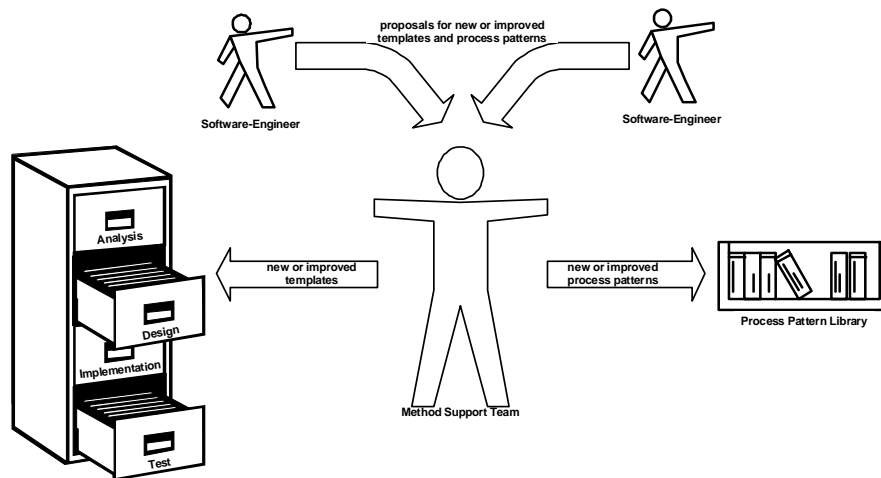 proposals for new or improved
templates and process patterns
Software-Engineer
Software-Engineer
Analysis
new or improved
templates
new or improved
process patterns
Design
Process Pattern Library
Implementation
Method Support Team
Test